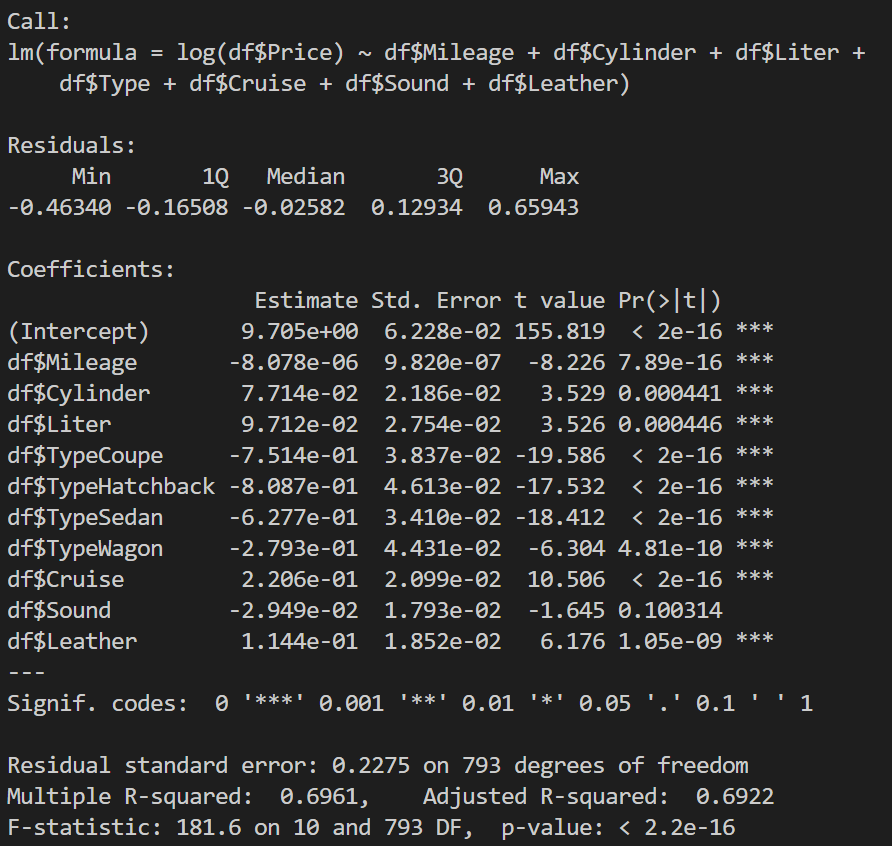 Call:
lm(formula = log(df$Price) ~ df$Mileage + df$Cylinder + df$Liter +
    df$Type + df$Cruise + df$Sound + df$Leather)

Residuals:
     Min       1Q   Median       3Q      Max
-0.46340 -0.16508 -0.02582  0.12934  0.65943

Coefficients:
                   Estimate Std. Error t value Pr(>|t|)
(Intercept)       9.705e+00  6.228e-02 155.819  < 2e-16 ***
df$Mileage       -8.078e-06  9.820e-07  -8.226 7.89e-16 ***
df$Cylinder       7.714e-02  2.186e-02   3.529 0.000441 ***
df$Liter          9.712e-02  2.754e-02   3.526 0.000446 ***
df$TypeCoupe     -7.514e-01  3.837e-02 -19.586  < 2e-16 ***
df$TypeHatchback -8.087e-01  4.613e-02 -17.532  < 2e-16 ***
df$TypeSedan     -6.277e-01  3.410e-02 -18.412  < 2e-16 ***
df$TypeWagon     -2.793e-01  4.431e-02  -6.304 4.81e-10 ***
df$Cruise         2.206e-01  2.099e-02  10.506  < 2e-16 ***
df$Sound         -2.949e-02  1.793e-02  -1.645 0.100314
df$Leather        1.144e-01  1.852e-02   6.176 1.05e-09 ***
---
Signif. codes:  0 '***' 0.001 '**' 0.01 '*' 0.05 '.' 0.1 ' ' 1

Residual standard error: 0.2275 on 793 degrees of freedom
Multiple R-squared:  0.6961,    Adjusted R-squared:  0.6922
F-statistic: 181.6 on 10 and 793 DF,  p-value: < 2.2e-16